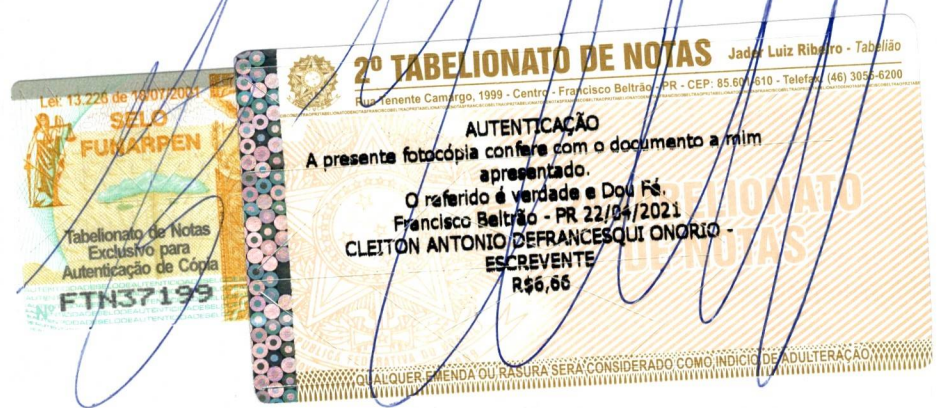 Lei: 13.228 de 18/07/2001
SELO
FUNARPEN
Tabelionato de Notas
Exclusivo para
Autenticação de Cópia
FTN37199
Nº
2º TABELIONATO DE NOTAS Jader Luiz Ribeiro - Tabelião
Rua Tenente Camargo, 1999 - Centro - Francisco Beltrão - PR - CEP: 85.601-610 - Telefax: (46) 3055-6200
AUTENTICAÇÃO
A presente fotocópia confere com o documento a mim
apresentado.
O referido é verdade e Dou Fé.
Francisco Beltrão - PR 22/04/2021
CLEITON ANTONIO DEFRANCESQUI ONORIO -
ESCREVENTE
R$6,66
TABELIONATO
DE NOTAS
QUALQUER EMENDA OU RASURA SERÁ CONSIDERADO COMO INDÍCIO DE ADULTERAÇÃO